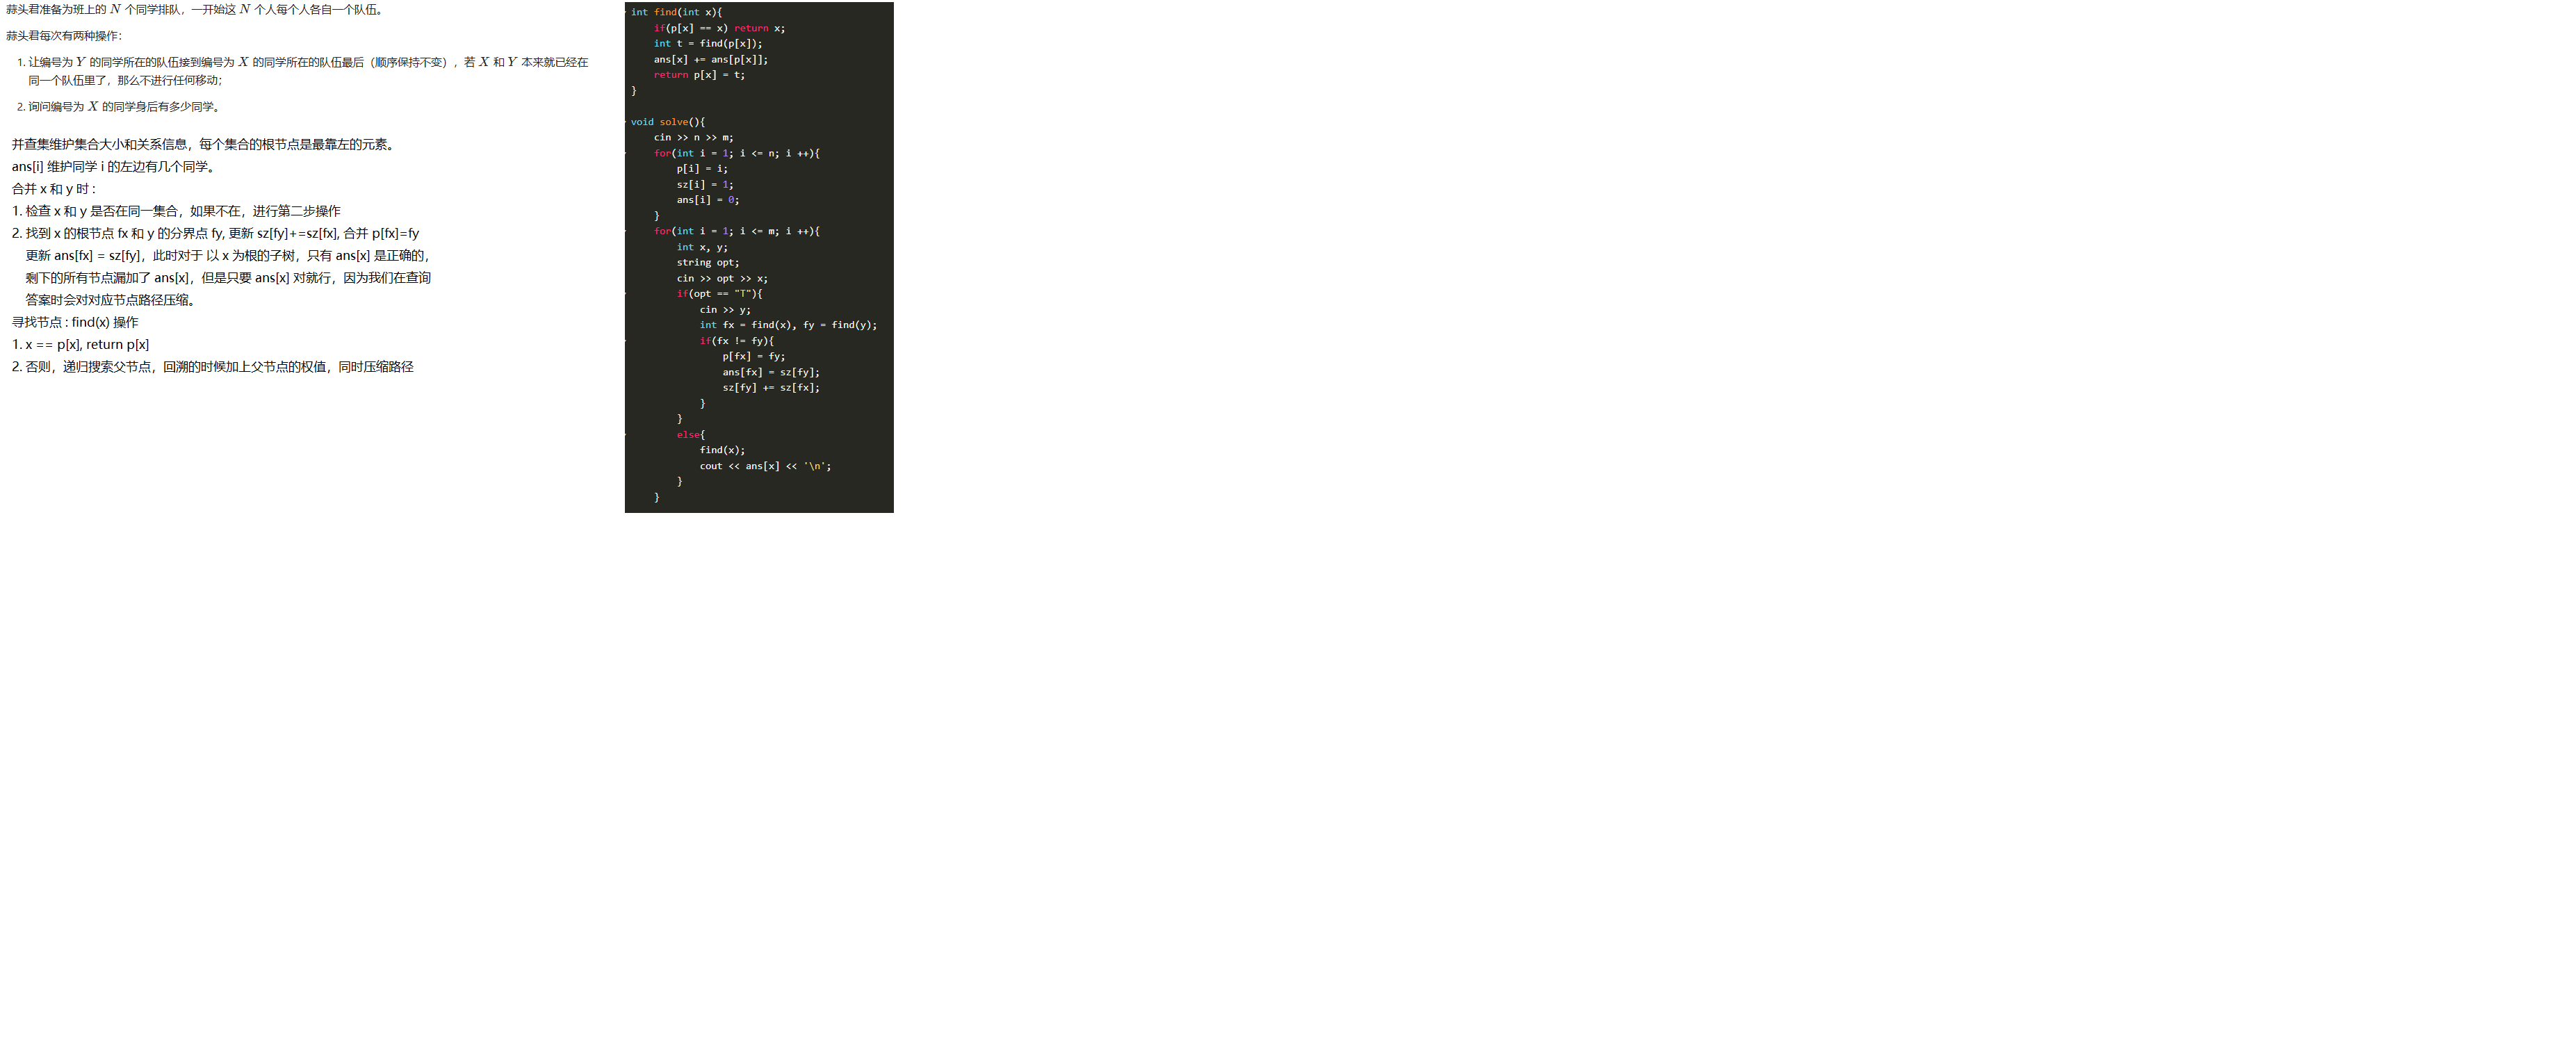 蒜头君准备为班上的 N 个同学排队，一开始这 N 个人每个人各自一个队伍。
蒜头君每次有两种操作：
1. 让编号为 Y 的同学所在的队伍接到编号为 X 的同学所在的队伍最后（顺序保持不变），若 X 和 Y 本来就已经在
同一个队伍里了，那么不进行任何移动；
2. 询问编号为 X 的同学身后有多少同学。
并查集维护集合大小和关系信息，每个集合的根节点是最靠左的元素。
ans[i] 维护同学 i 的左边有几个同学。
合并 x 和 y 时 :
1. 检查 x 和 y 是否在同一集合，如果不在，进行第二步操作
2. 找到 x 的根节点 fx 和 y 的分界点 fy, 更新 sz[fy]+=sz[fx], 合并 p[fx]=fy
更新 ans[fx] = sz[fy]，此时对于 以 x 为根的子树，只有 ans[x] 是正确的，
剩下的所有节点漏加了 ans[x]，但是只要 ans[x] 对就行，因为我们在查询
答案时会对对应节点路径压缩。
寻找节点 : find(x) 操作
1. x == p[x], return p[x]
2. 否则，递归搜索父节点，回溯的时候加上父节点的权值，同时压缩路径
int find(int x){
    if(p[x] == x) return x;
    int t = find(p[x]);
    ans[x] += ans[p[x]];
    return p[x] = t;
}
void solve(){
    cin >> n >> m;
    for(int i = 1; i <= n; i ++){
        p[i] = i;
        sz[i] = 1;
        ans[i] = 0;
    }
    for(int i = 1; i <= m; i ++){
        int x, y;
        string opt;
        cin >> opt >> x;
        if(opt == "T"){
            cin >> y;
            int fx = find(x), fy = find(y);
            if(fx != fy){
                p[fx] = fy;
                ans[fx] = sz[fy];
                sz[fy] += sz[fx];
            }
        }
        else{
            find(x);
            cout << ans[x] << '\n';
        }
    }